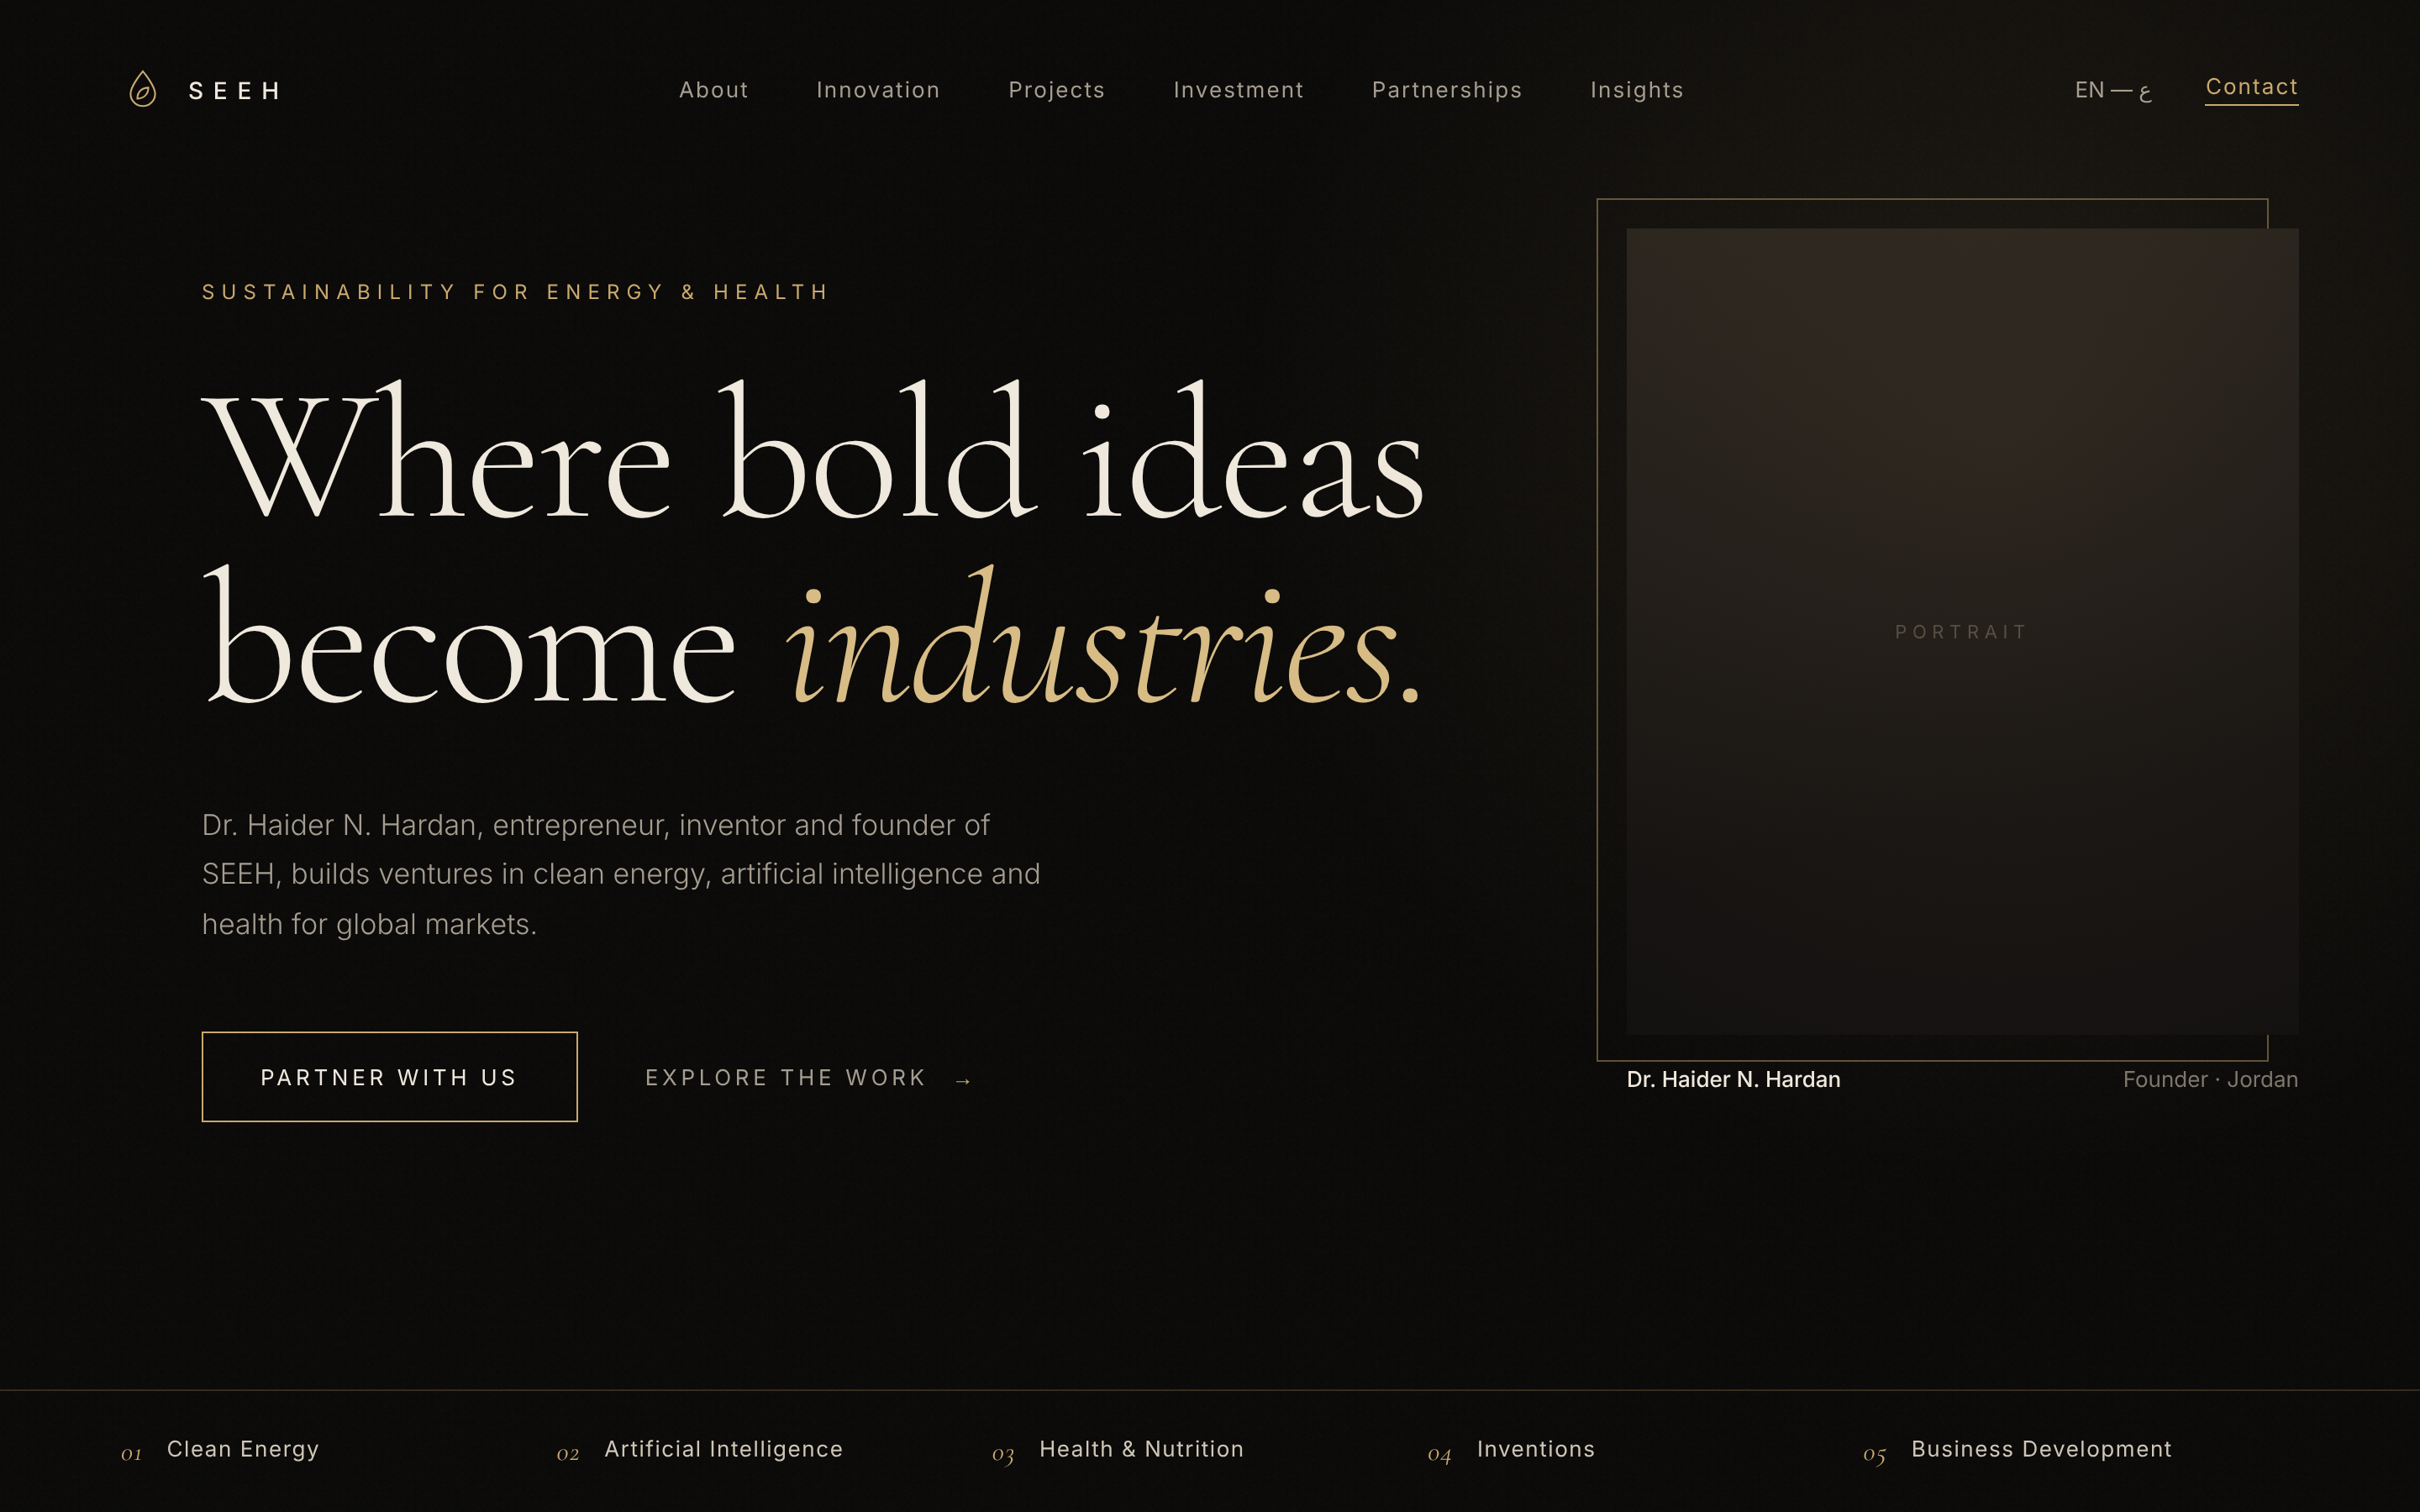 SEEH
About Innovation Projects Investment Partnerships Insights
EN — ع Contact
SUSTAINABILITY FOR ENERGY & HEALTH
Where bold ideas
become industries.
Dr. Haider N. Hardan, entrepreneur, inventor and founder of
SEEH, builds ventures in clean energy, artificial intelligence and
health for global markets.
PARTNER WITH US
EXPLORE THE WORK →
PORTRAIT
Dr. Haider N. Hardan
Founder · Jordan
01 Clean Energy
02 Artificial Intelligence
03 Health & Nutrition
04 Inventions
05 Business Development